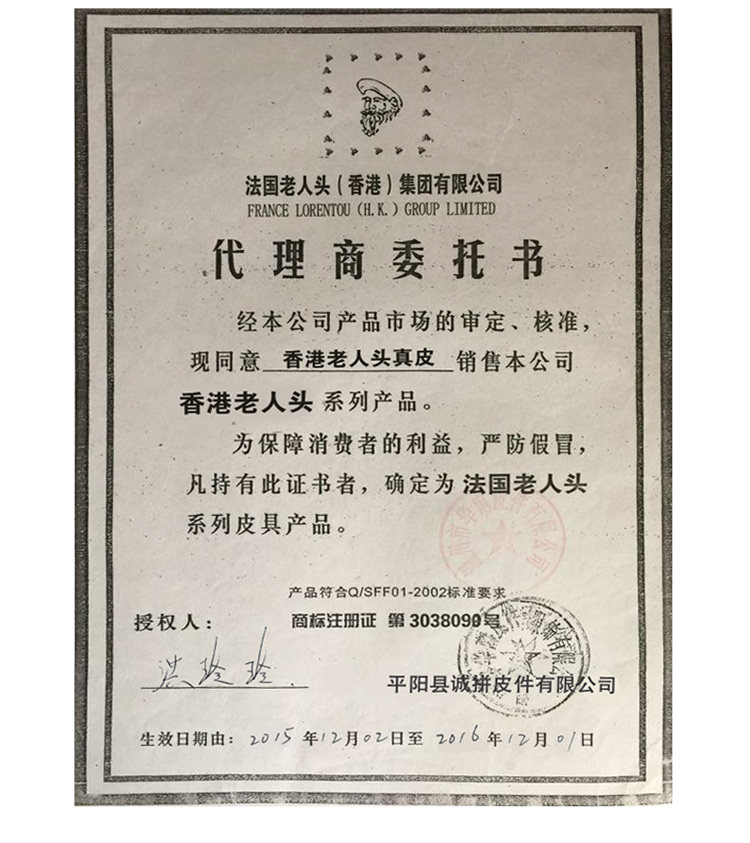 法国老人头（香港）集团有限公司
FRANCE LORENTOU (H.K.) GROUP LIMITED
代理商委托书
经本公司产品市场的审定、核准，
现同意 香港老人头真皮 销售本公司
香港老人头 系列产品。
为保障消费者的利益，严防假冒，
凡持有此证书者，确定为 法国老人头
系列皮具产品。
产品符合Q/SFF01-2002标准要求
授权人： 商标注册证 第3038090号
洪玲玲
平阳县诚拼皮件有限公司
生效日期由：2015年12月02日至2016年12月01日